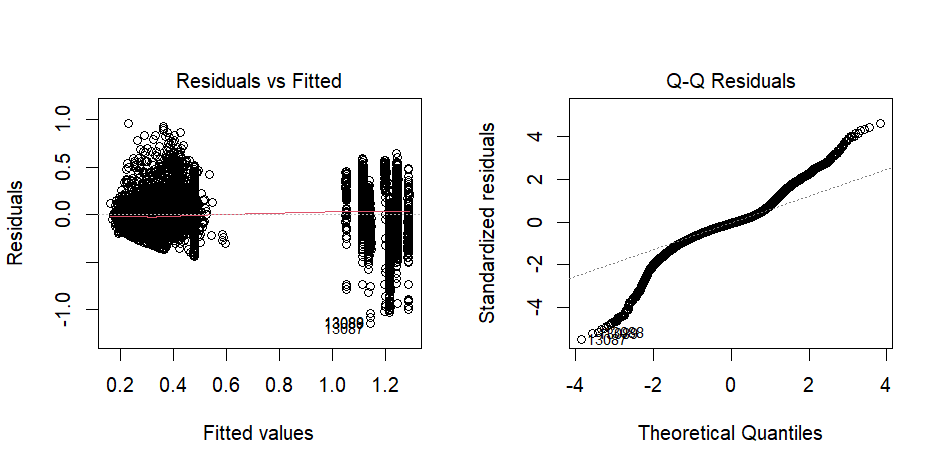 Residuals vs Fitted
Residuals
1.0
0.5
0.0
-1.0
13087
0.2 0.4 0.6 0.8 1.0 1.2
Fitted values
Q-Q Residuals
Standardized residuals
4
2
0
-2
-4
13087
-4 -2 0 2 4
Theoretical Quantiles